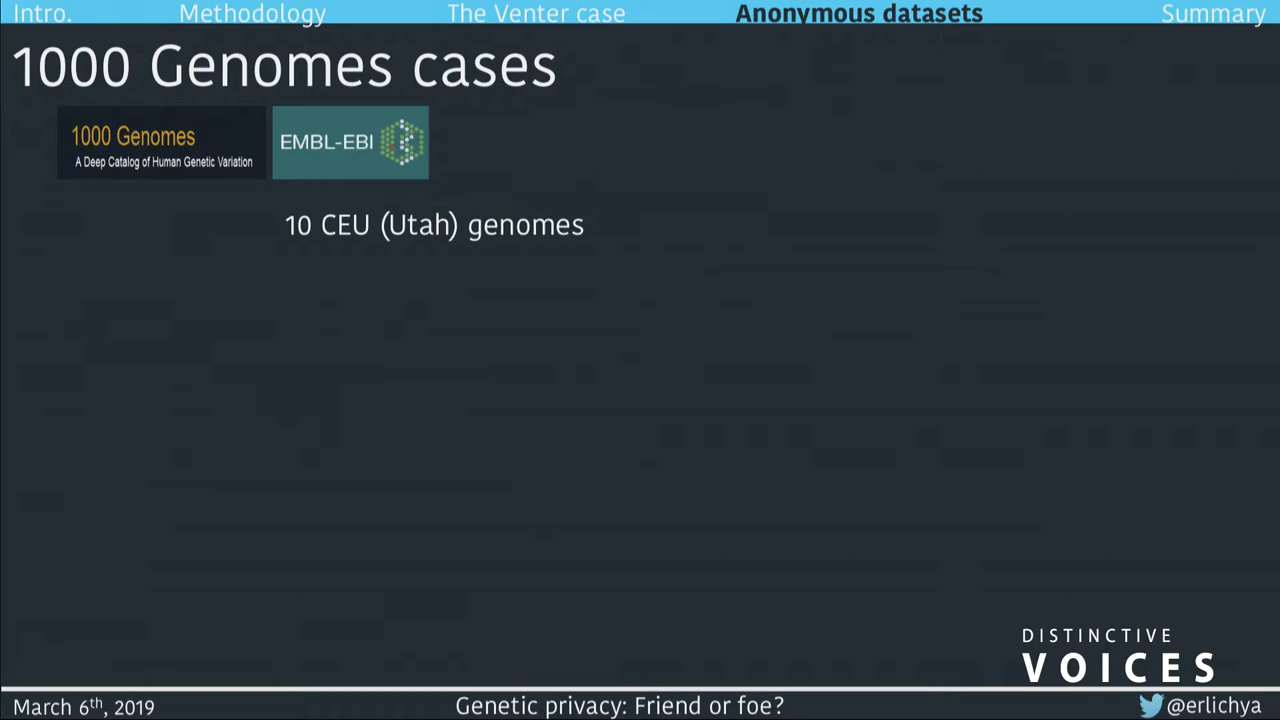 Intro. Methodology The Venter case Anonymous datasets Summary
1000 Genomes cases
1000 Genomes
A Deep Catalog of Human Genetic Variation
EMBL-EBI
10 CEU (Utah) genomes
DISTINCTIVE
VOICES
March 6th, 2019 Genetic privacy: Friend or foe? @erlichya